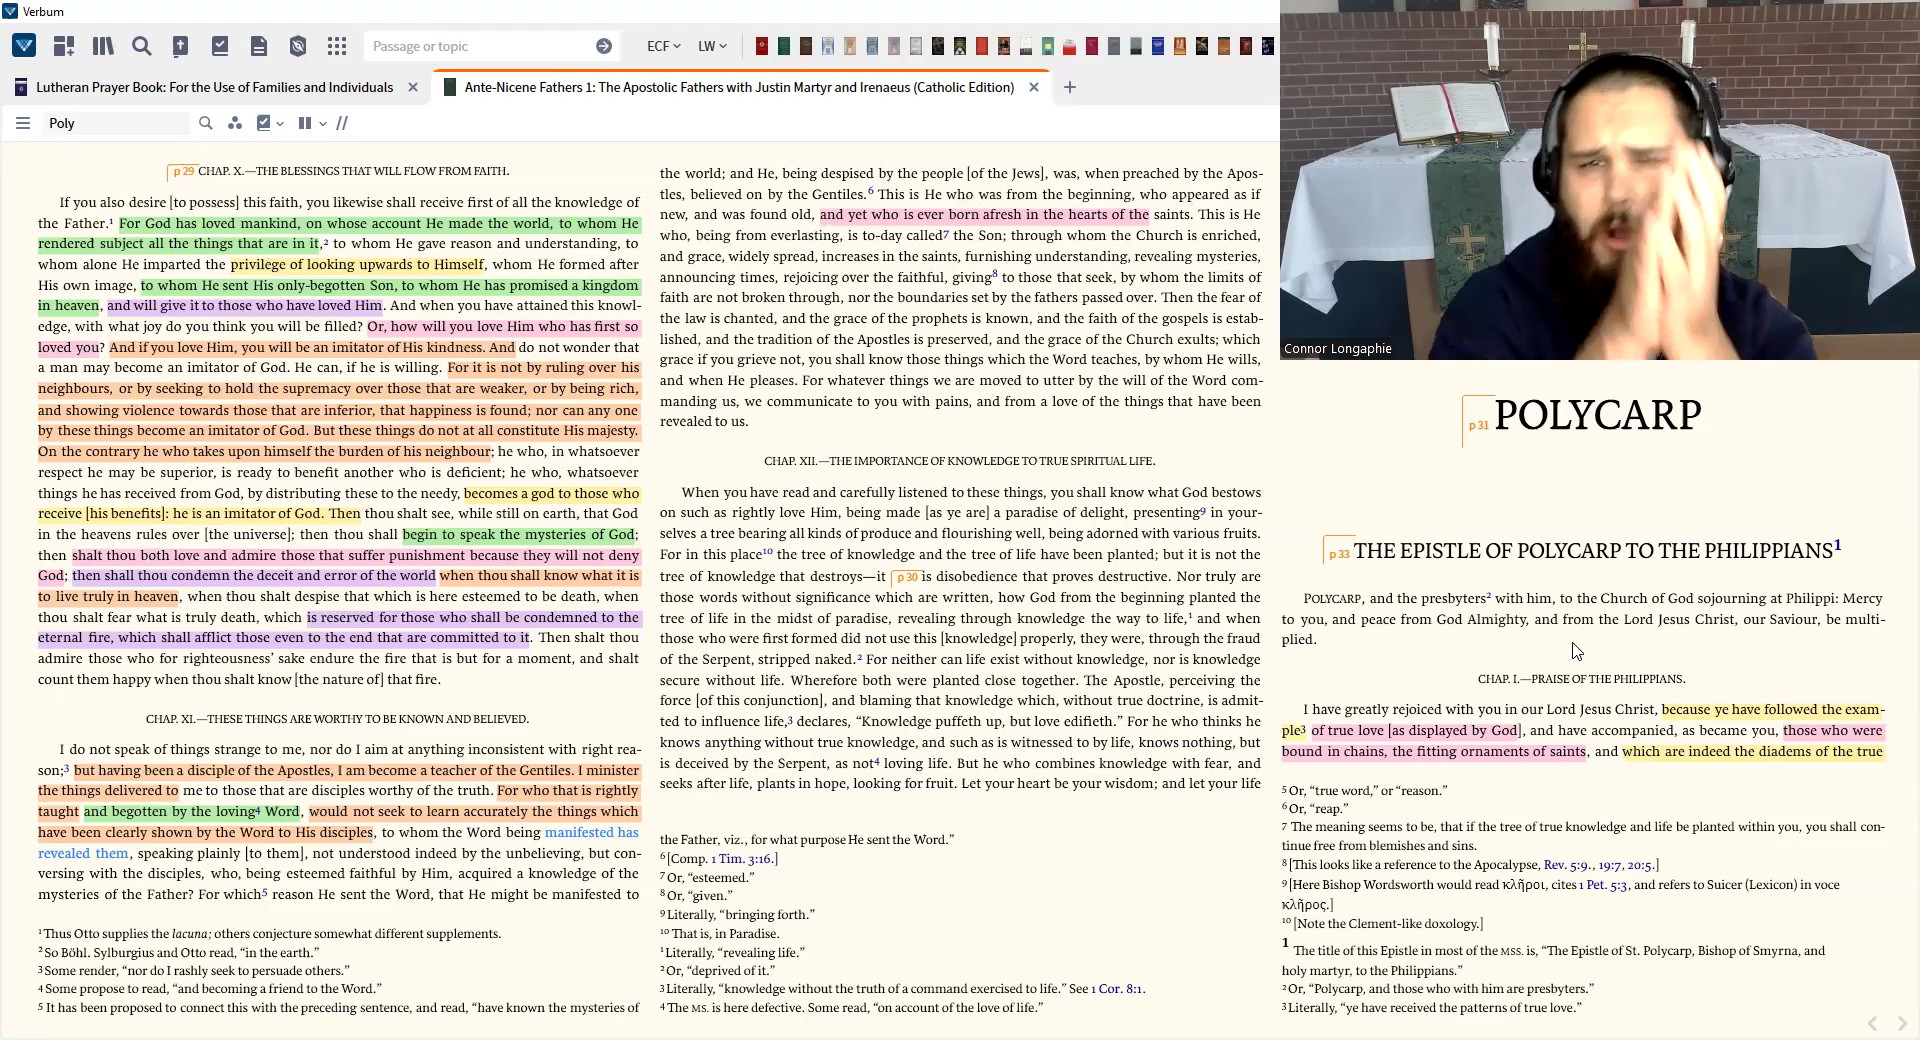 Verbum
Passage or topic
ECF
LW
Lutheran Prayer Book: For the Use of Families and Individuals
Ante-Nicene Fathers 1: The Apostolic Fathers with Justin Martyr and Irenaeus (Catholic Edition)
Poly
p 29 CHAP. X.—THE BLESSINGS THAT WILL FLOW FROM FAITH.
If you also desire [to possess] this faith, you likewise shall receive first of all the knowledge of
the Father.1 For God has loved mankind, on whose account He made the world, to whom He
rendered subject all the things that are in it,2 to whom He gave reason and understanding, to
whom alone He imparted the privilege of looking upwards to Himself, whom He formed after
His own image, to whom He sent His only-begotten Son, to whom He has promised a kingdom
in heaven, and will give it to those who have loved Him. And when you have attained this knowl-
edge, with what joy do you think you will be filled? Or, how will you love Him who has first so
loved you? And if you love Him, you will be an imitator of His kindness. And do not wonder that
a man may become an imitator of God. He can, if he is willing. For it is not by ruling over his
neighbours, or by seeking to hold the supremacy over those that are weaker, or by being rich,
and showing violence towards those that are inferior, that happiness is found; nor can any one
by these things become an imitator of God. But these things do not at all constitute His majesty.
On the contrary he who takes upon himself the burden of his neighbour; he who, in whatsoever
respect he may be superior, is ready to benefit another who is deficient; he who, whatsoever
things he has received from God, by distributing these to the needy, becomes a god to those who
receive [his benefits]: he is an imitator of God. Then thou shalt see, while still on earth, that God
in the heavens rules over [the universe]; then thou shall begin to speak the mysteries of God;
then shalt thou both love and admire those that suffer punishment because they will not deny
God; then shall thou condemn the deceit and error of the world when thou shall know what it is
to live truly in heaven, when thou shalt despise that which is here esteemed to be death, when
thou shalt fear what is truly death, which is reserved for those who shall be condemned to the
eternal fire, which shall afflict those even to the end that are committed to it. Then shalt thou
admire those who for righteousness’ sake endure the fire that is but for a moment, and shalt
count them happy when thou shalt know [the nature of] that fire.
CHAP. XI.—THESE THINGS ARE WORTHY TO BE KNOWN AND BELIEVED.
I do not speak of things strange to me, nor do I aim at anything inconsistent with right rea-
son;3 but having been a disciple of the Apostles, I am become a teacher of the Gentiles. I minister
the things delivered to me to those that are disciples worthy of the truth. For who that is rightly
taught and begotten by the loving4 Word, would not seek to learn accurately the things which
have been clearly shown by the Word to His disciples, to whom the Word being manifested has
revealed them, speaking plainly [to them], not understood indeed by the unbelieving, but con-
versing with the disciples, who, being esteemed faithful by Him, acquired a knowledge of the
mysteries of the Father? For which5 reason He sent the Word, that He might be manifested to
1 Thus Otto supplies the lacuna; others conjecture somewhat different supplements.
2 So Böhl. Sylburgius and Otto read, “in the earth.”
3 Some render, “nor do I rashly seek to persuade others.”
4 Some propose to read, “and becoming a friend to the Word.”
5 It has been proposed to connect this with the preceding sentence, and read, “have known the mysteries of
the world; and He, being despised by the people [of the Jews], was, when preached by the Apos-
tles, believed on by the Gentiles.6 This is He who was from the beginning, who appeared as if
new, and was found old, and yet who is ever born afresh in the hearts of the saints. This is He
who, being from everlasting, is to-day called7 the Son; through whom the Church is enriched,
and grace, widely spread, increases in the saints, furnishing understanding, revealing mysteries,
announcing times, rejoicing over the faithful, giving8 to those that seek, by whom the limits of
faith are not broken through, nor the boundaries set by the fathers passed over. Then the fear of
the law is chanted, and the grace of the prophets is known, and the faith of the gospels is estab-
lished, and the tradition of the Apostles is preserved, and the grace of the Church exults; which
grace if you grieve not, you shall know those things which the Word teaches, by whom He wills,
and when He pleases. For whatever things we are moved to utter by the will of the Word com-
manding us, we communicate to you with pains, and from a love of the things that have been
revealed to us.
CHAP. XII.—THE IMPORTANCE OF KNOWLEDGE TO TRUE SPIRITUAL LIFE.
When you have read and carefully listened to these things, you shall know what God bestows
on such as rightly love Him, being made [as ye are] a paradise of delight, presenting9 in your-
selves a tree bearing all kinds of produce and flourishing well, being adorned with various fruits.
For in this place10 the tree of knowledge and the tree of life have been planted; but it is not the
tree of knowledge that destroys—it p 30 is disobedience that proves destructive. Nor truly are
those words without significance which are written, how God from the beginning planted the
tree of life in the midst of paradise, revealing through knowledge the way to life,1 and when
those who were first formed did not use this [knowledge] properly, they were, through the fraud
of the Serpent, stripped naked.2 For neither can life exist without knowledge, nor is knowledge
secure without life. Wherefore both were planted close together. The Apostle, perceiving the
force [of this conjunction], and blaming that knowledge which, without true doctrine, is admit-
ted to influence life,3 declares, “Knowledge puffeth up, but love edifieth.” For he who thinks he
knows anything without true knowledge, and such as is witnessed to by life, knows nothing, but
is deceived by the Serpent, as not4 loving life. But he who combines knowledge with fear, and
seeks after life, plants in hope, looking for fruit. Let your heart be your wisdom; and let your life
the Father, viz., for what purpose He sent the Word.”
6 [Comp. 1 Tim. 3:16.]
7 Or, “esteemed.”
8 Or, “given.”
9 Literally, “bringing forth.”
10 That is, in Paradise.
1 Literally, “revealing life.”
2 Or, “deprived of it.”
3 Literally, “knowledge without the truth of a command exercised to life.” See 1 Cor. 8:1.
4 The MS. is here defective. Some read, “on account of the love of life.”
Connor Longaphie
p 31 POLYCARP
p 33 THE EPISTLE OF POLYCARP TO THE PHILIPPIANS1
POLYCARP, and the presbyters2 with him, to the Church of God sojourning at Philippi: Mercy
to you, and peace from God Almighty, and from the Lord Jesus Christ, our Saviour, be multi-
plied.
CHAP. I.—PRAISE OF THE PHILIPPIANS.
I have greatly rejoiced with you in our Lord Jesus Christ, because ye have followed the exam-
ple3 of true love [as displayed by God], and have accompanied, as became you, those who were
bound in chains, the fitting ornaments of saints, and which are indeed the diadems of the true
5 Or, “true word,” or “reason.”
6 Or, “reap.”
7 The meaning seems to be, that if the tree of true knowledge and life be planted within you, you shall con-
tinue free from blemishes and sins.
8 [This looks like a reference to the Apocalypse, Rev. 5:9., 19:7, 20:5.]
9 [Here Bishop Wordsworth would read κλῆροι, cites 1 Pet. 5:3, and refers to Suicer (Lexicon) in voce
κλῆρος.]
10 [Note the Clement-like doxology.]
1 The title of this Epistle in most of the MSS. is, “The Epistle of St. Polycarp, Bishop of Smyrna, and
holy martyr, to the Philippians.”
2 Or, “Polycarp, and those who with him are presbyters.”
3 Literally, “ye have received the patterns of true love.”